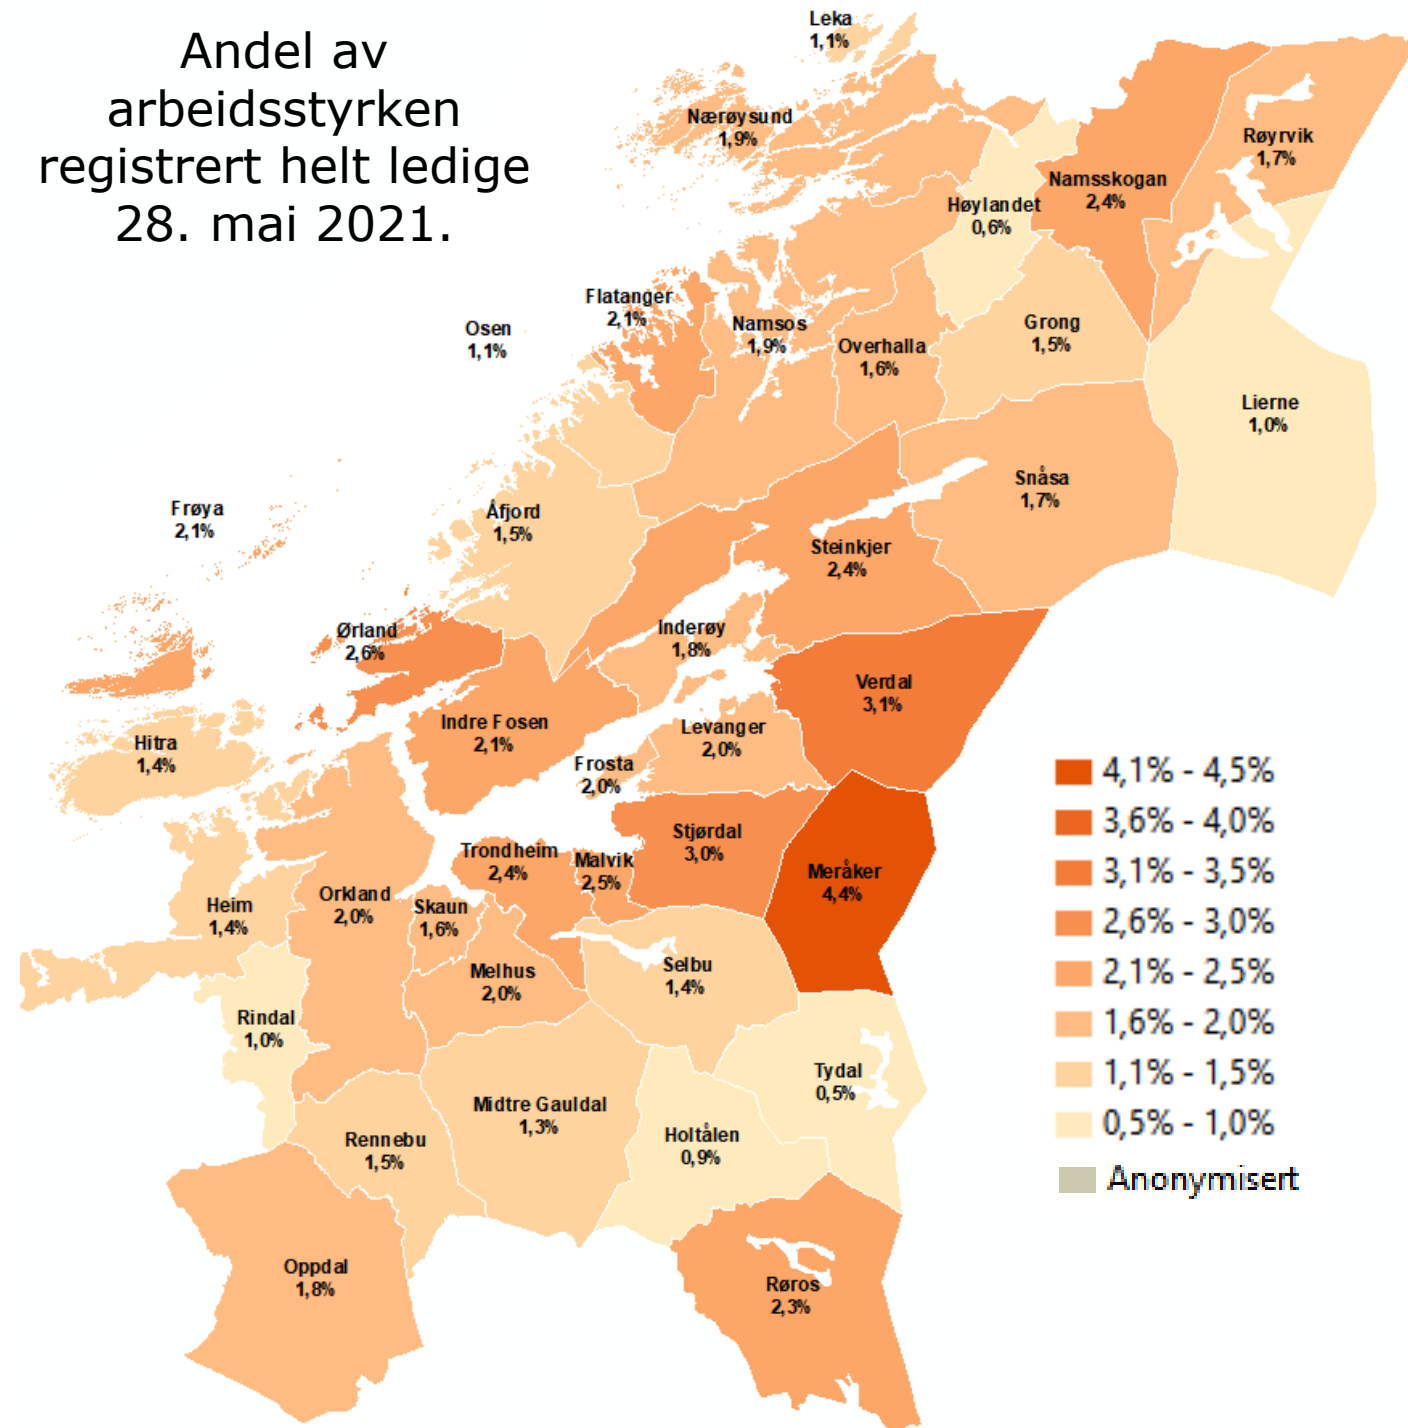 Andel av
arbeidsstyrken
registrert helt ledige
28. mai 2021.
Leka
1,1%
Nærøysund
1,9%
Røyrvik
1,7%
Namsskogan
2,4%
Høylandet
0,6%
Flatanger
2,1%
Osen
1,1%
Namsos
1,9%
Overhalla
1,6%
Grong
1,5%
Lierne
1,0%
Snåsa
1,7%
Frøya
2,1%
Åfjord
1,5%
Steinkjer
2,4%
Ørland
2,6%
Inderøy
1,8%
Verdal
3,1%
Indre Fosen
2,1%
Levanger
2,0%
Hitra
1,4%
Frosta
2,0%
Stjørdal
3,0%
Trondheim
2,4%
Malvik
2,5%
Meråker
4,4%
Orkland
2,0%
Skaun
1,6%
Heim
1,4%
Melhus
2,0%
Selbu
1,4%
Rindal
1,0%
Tydal
0,5%
Midtre Gauldal
1,3%
Holtålen
0,9%
Rennebu
1,5%
Oppdal
1,8%
Røros
2,3%
4,1% - 4,5%
3,6% - 4,0%
3,1% - 3,5%
2,6% - 3,0%
2,1% - 2,5%
1,6% - 2,0%
1,1% - 1,5%
0,5% - 1,0%
Anonymisert